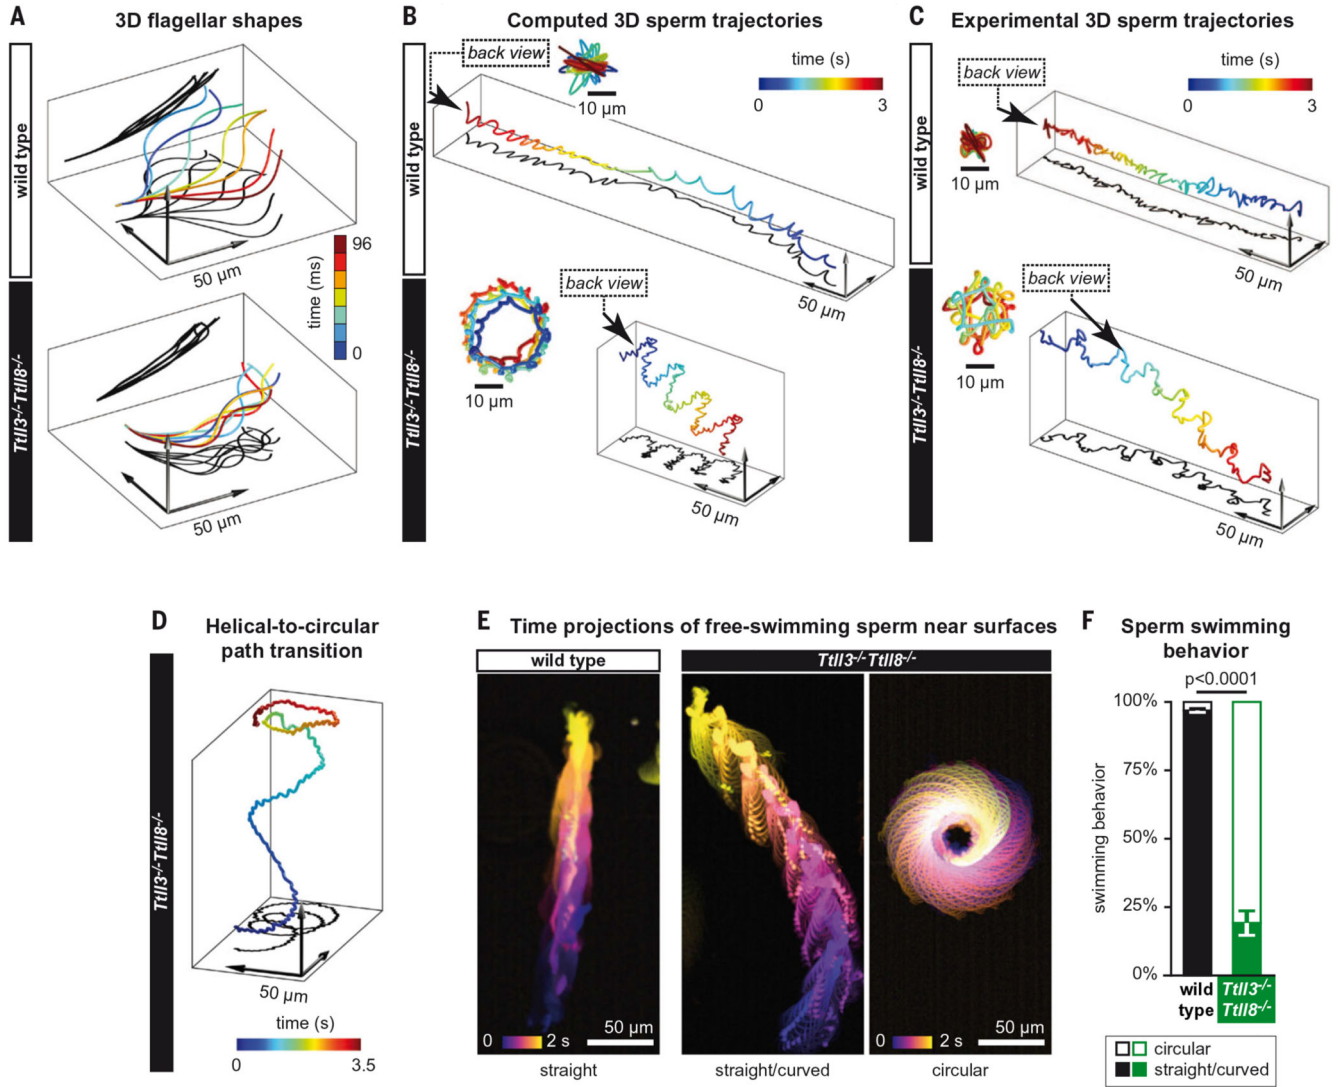 A
3D flagellar shapes
wild type
50 µm
time (ms)
96
0
Ttll3-/-Ttll8-/-
50 µm
B
Computed 3D sperm trajectories
wild type
back view
10 µm
time (s)
0
3
50 µm
Ttll3-/-Ttll8-/-
10 µm
back view
50 µm
C
Experimental 3D sperm trajectories
wild type
back view
10 µm
time (s)
0
3
50 µm
Ttll3-/-Ttll8-/-
10 µm
back view
50 µm
D
Helical-to-circular
path transition
Ttll3-/-Ttll8-/-
50 µm
time (s)
0
3.5
E
Time projections of free-swimming sperm near surfaces
wild type
Ttll3-/-Ttll8-/-
0
2 s
50 µm
0
2 s
50 µm
straight
straight/curved
circular
F
Sperm swimming
behavior
p<0.0001
100%
75%
50%
25%
0%
swimming behavior
wild
type
Ttll3-/-
Ttll8-/-
circular
straight/curved